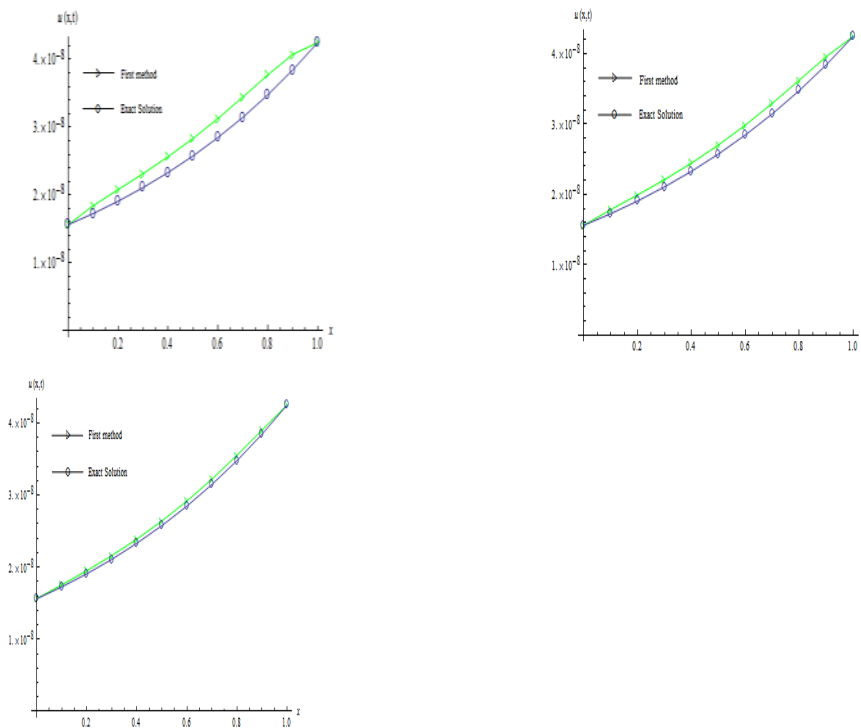 u (x,t)
4.×10⁻⁸
3.×10⁻⁸
2.×10⁻⁸
1.×10⁻⁸
First method
Exact Solution
0.2 0.4 0.6 0.8 1.0 x
u (x,t)
4.×10⁻⁸
3.×10⁻⁸
2.×10⁻⁸
1.×10⁻⁸
First method
Exact Solution
0.2 0.4 0.6 0.8 1.0
u (x,t)
4.×10⁻⁸
3.×10⁻⁸
2.×10⁻⁸
1.×10⁻⁸
First method
Exact Solution
0.2 0.4 0.6 0.8 1.0 x